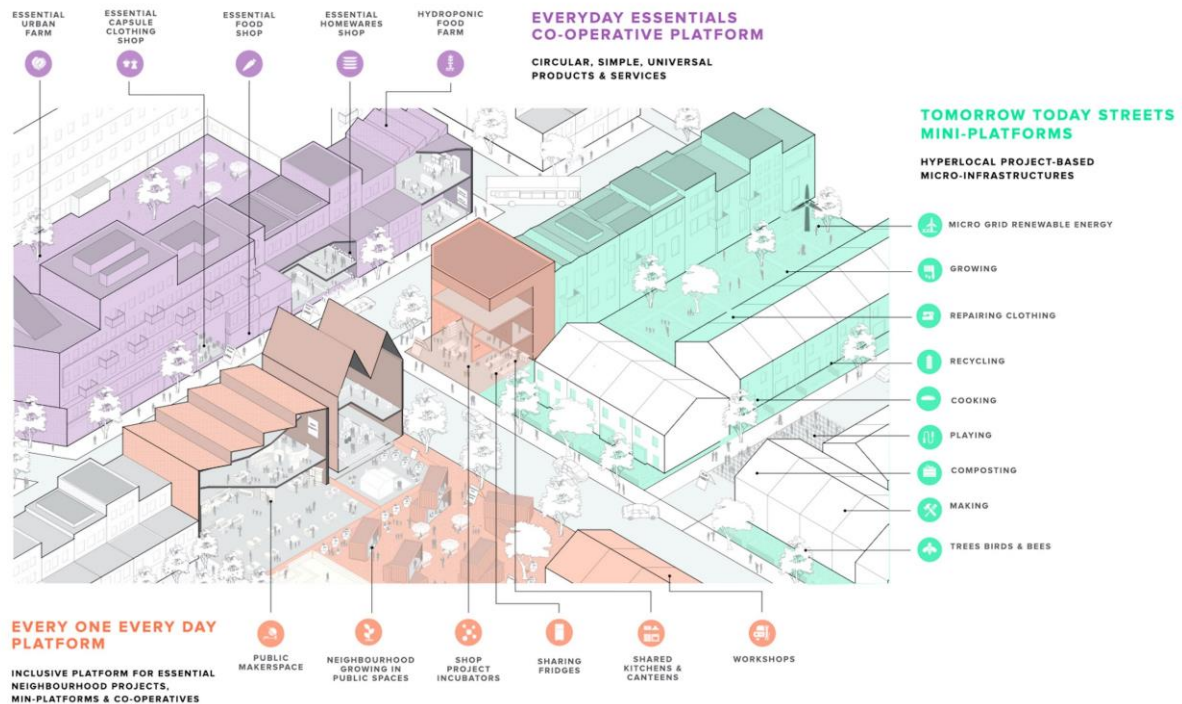 ESSENTIAL
URBAN
FARM
ESSENTIAL
CAPSULE
CLOTHING
SHOP
ESSENTIAL
FOOD
SHOP
ESSENTIAL
HOMEWARES
SHOP
HYDROPONIC
FOOD
FARM
EVERYDAY ESSENTIALS
CO-OPERATIVE PLATFORM
CIRCULAR, SIMPLE, UNIVERSAL
PRODUCTS & SERVICES
TOMORROW TODAY STREETS
MINI-PLATFORMS
HYPERLOCAL PROJECT-BASED
MICRO-INFRASTRUCTURES
MICRO GRID RENEWABLE ENERGY
GROWING
REPAIRING CLOTHING
RECYCLING
COOKING
PLAYING
COMPOSTING
MAKING
TREES BIRDS & BEES
EVERY ONE EVERY DAY
PLATFORM
INCLUSIVE PLATFORM FOR ESSENTIAL
NEIGHBOURHOOD PROJECTS,
MIN-PLATFORMS & CO-OPERATIVES
PUBLIC
MAKERSPACE
NEIGHBOURHOOD
GROWING IN
PUBLIC SPACES
SHOP
PROJECT
INCUBATORS
SHARING
FRIDGES
SHARED
KITCHENS &
CANTEENS
WORKSHOPS